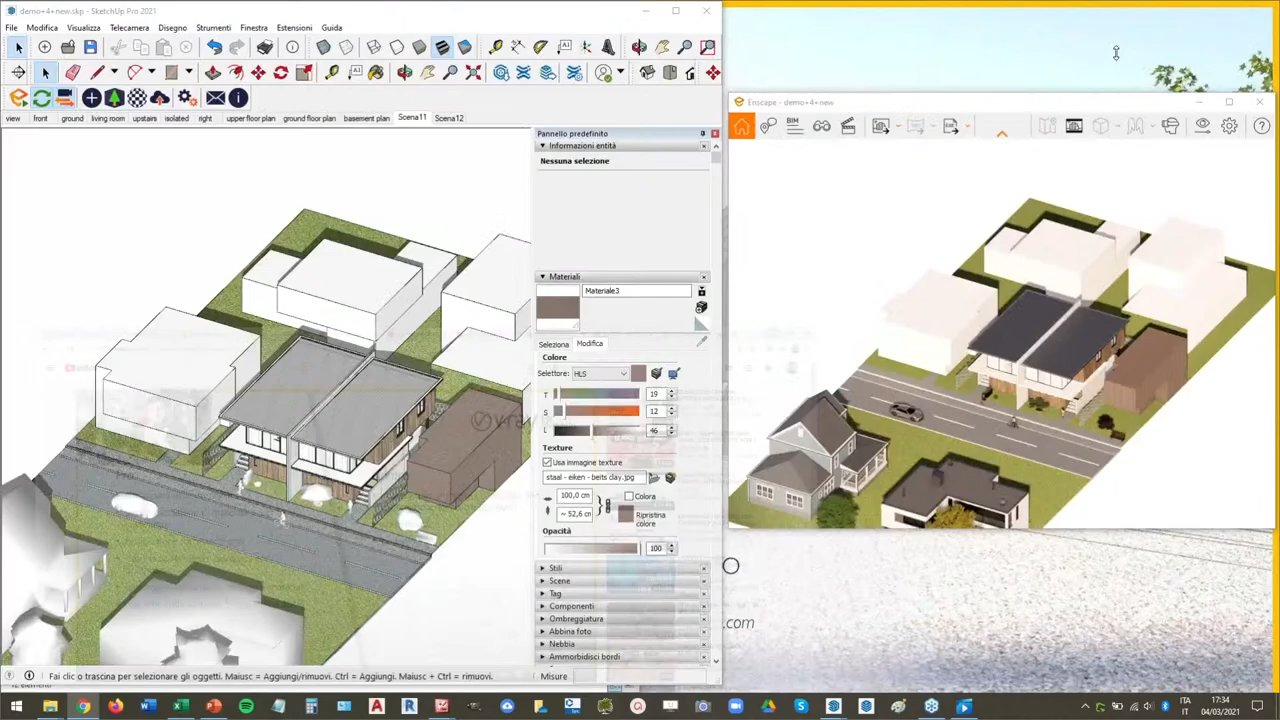 demo+4+new.skp - SketchUp Pro 2021
File Modifica Visualizza Telecamera Disegno Strumenti Finestra Estensioni Guida
view front ground living room upstairs isolated right upper floor plan ground floor plan basement plan Scena11 Scena12
Pannello predefinito
Informazioni entità
Nessuna selezione
Materiali
Materiale3
Seleziona Modifica
Colore
Selettore: HLS
T 19
S 12
L 46
Texture
Usa immagine texture
staal - eiken - beits clay.jpg
100,0 cm Colora
~ 52,6 cm Ripristina
colore
Opacità
100
Stili
Scene
Tag
Componenti
Ombreggiatura
Abbina foto
Nebbia
Ammorbidisci bordi
Fai clic o trascina per selezionare gli oggetti. Maiusc = Aggiungi/rimuovi. Ctrl = Aggiungi. Maiusc + Ctrl = rimuovi. Misure
Enscape - demo+4+new
BIM
.com
ITA
IT
17:34
04/03/2021